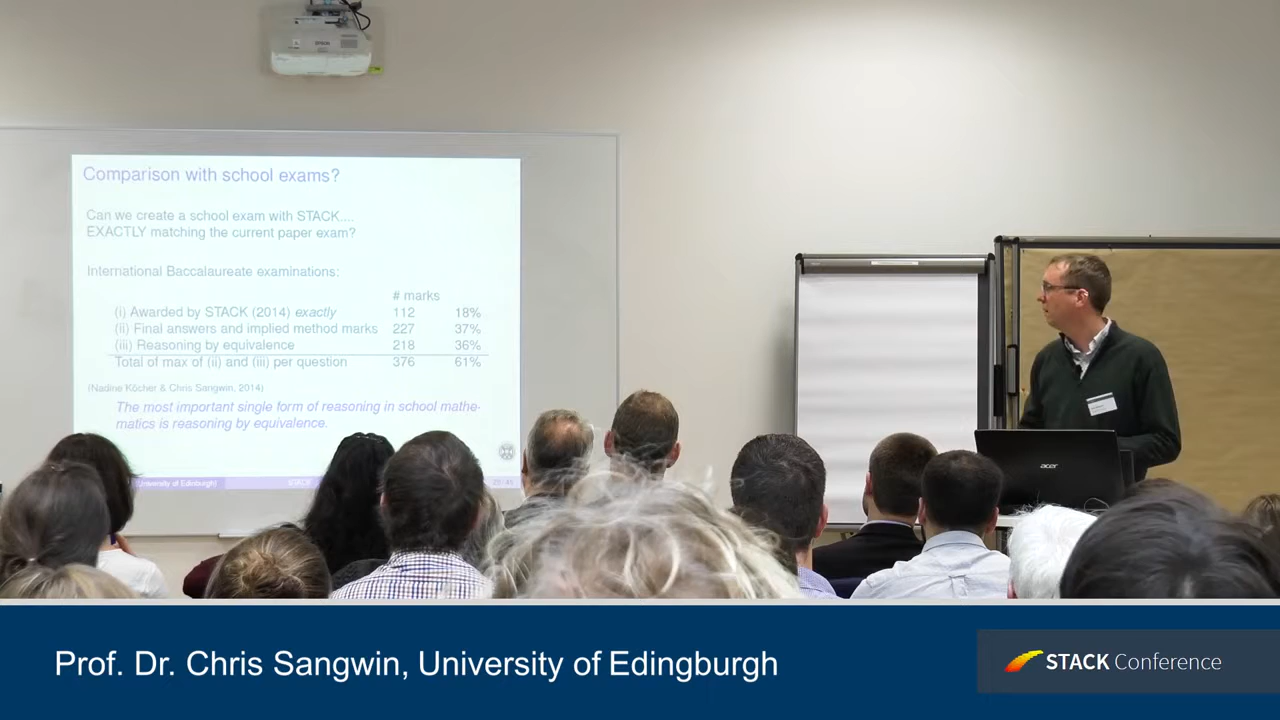 EPSON
Comparison with school exams?
Can we create a school exam with STACK....
EXACTLY matching the current paper exam?
International Baccalaureate examinations:
# marks
(i) Awarded by STACK (2014) exactly 112 18%
(ii) Final answers and implied method marks 227 37%
(iii) Reasoning by equivalence 218 36%
Total of max of (ii) and (iii) per question 376 61%
(Nadine Köcher & Chris Sangwin, 2014)
The most important single form of reasoning in school mathe-
matics is reasoning by equivalence.
(University of Edinburgh) STACK
acer
Prof. Dr. Chris Sangwin, University of Edingburgh
STACK Conference